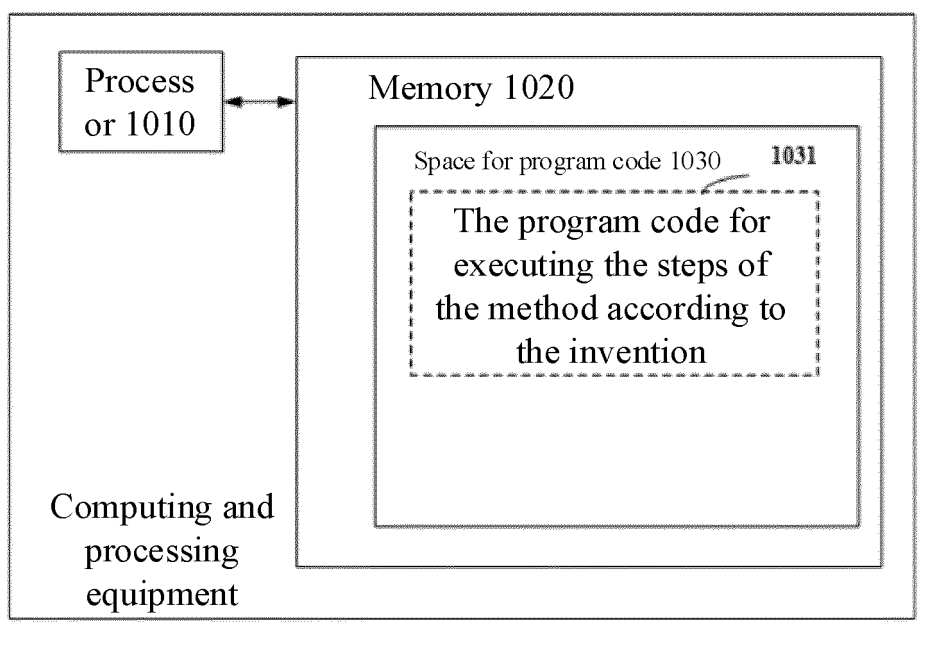 Process
or 1010
Memory 1020
Space for program code 1030
1031
The program code for
executing the steps of
the method according to
the invention
Computing and
processing
equipment